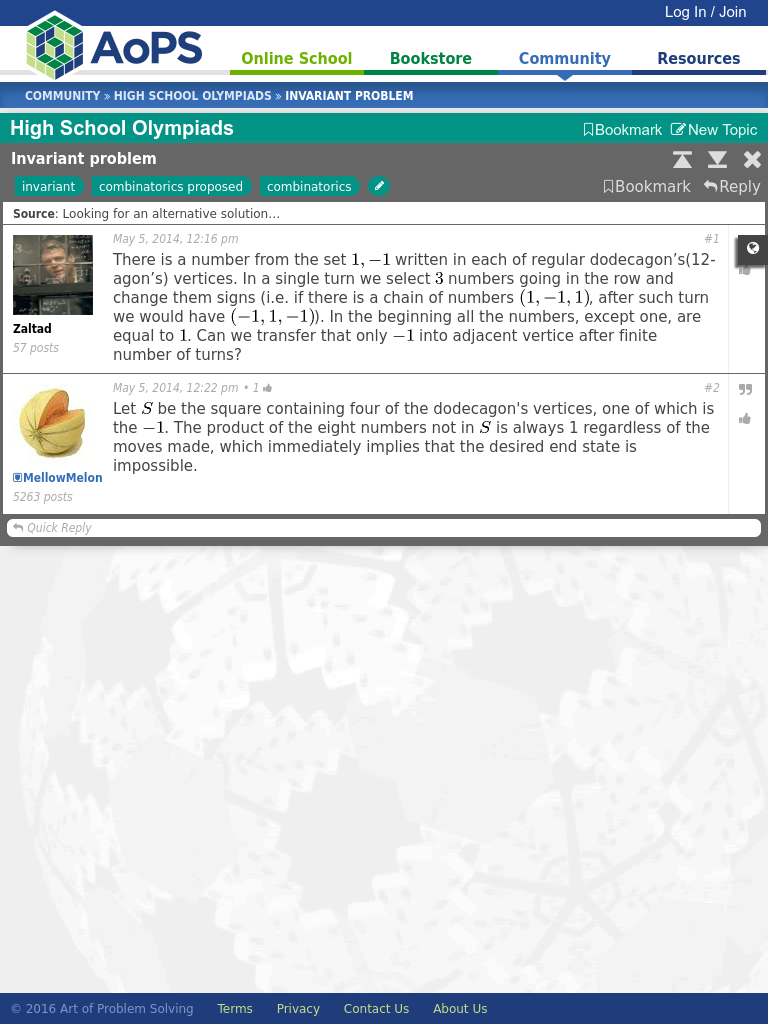 Log In / Join
AoPS
Online School Bookstore Community Resources
COMMUNITY » HIGH SCHOOL OLYMPIADS » INVARIANT PROBLEM
High School Olympiads
Bookmark New Topic
Invariant problem
invariant combinatorics proposed combinatorics
Bookmark Reply
Source: Looking for an alternative solution...
May 5, 2014, 12:16 pm #1
There is a number from the set 1, −1 written in each of regular dodecagon’s(12-
agon’s) vertices. In a single turn we select 3 numbers going in the row and
change them signs (i.e. if there is a chain of numbers (1, −1, 1), after such turn
we would have (−1, 1, −1)). In the beginning all the numbers, except one, are
equal to 1. Can we transfer that only −1 into adjacent vertice after finite
number of turns?
Zaltad
57 posts
May 5, 2014, 12:22 pm • 1 #2
Let S be the square containing four of the dodecagon's vertices, one of which is
the −1. The product of the eight numbers not in S is always 1 regardless of the
moves made, which immediately implies that the desired end state is
impossible.
MellowMelon
5263 posts
Quick Reply
© 2016 Art of Problem Solving Terms Privacy Contact Us About Us